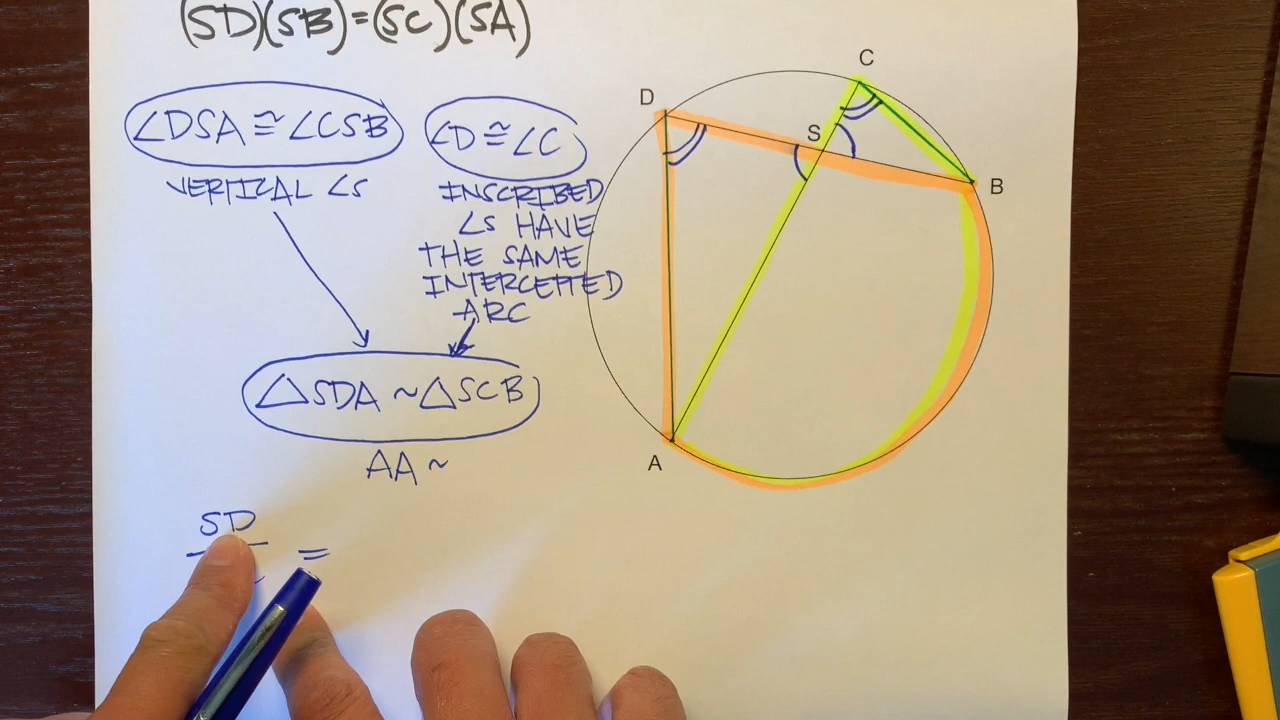 (SD)(SB)=(SC)(SA)
∠DSA ≅ ∠CSB
VERTICAL ∠S
∠D ≅ ∠C
INSCRIBED
∠S HAVE
THE SAME
INTERCEPTED
ARC
△SDA ~ △SCB
AA ~
SD
=
D
C
S
B
A